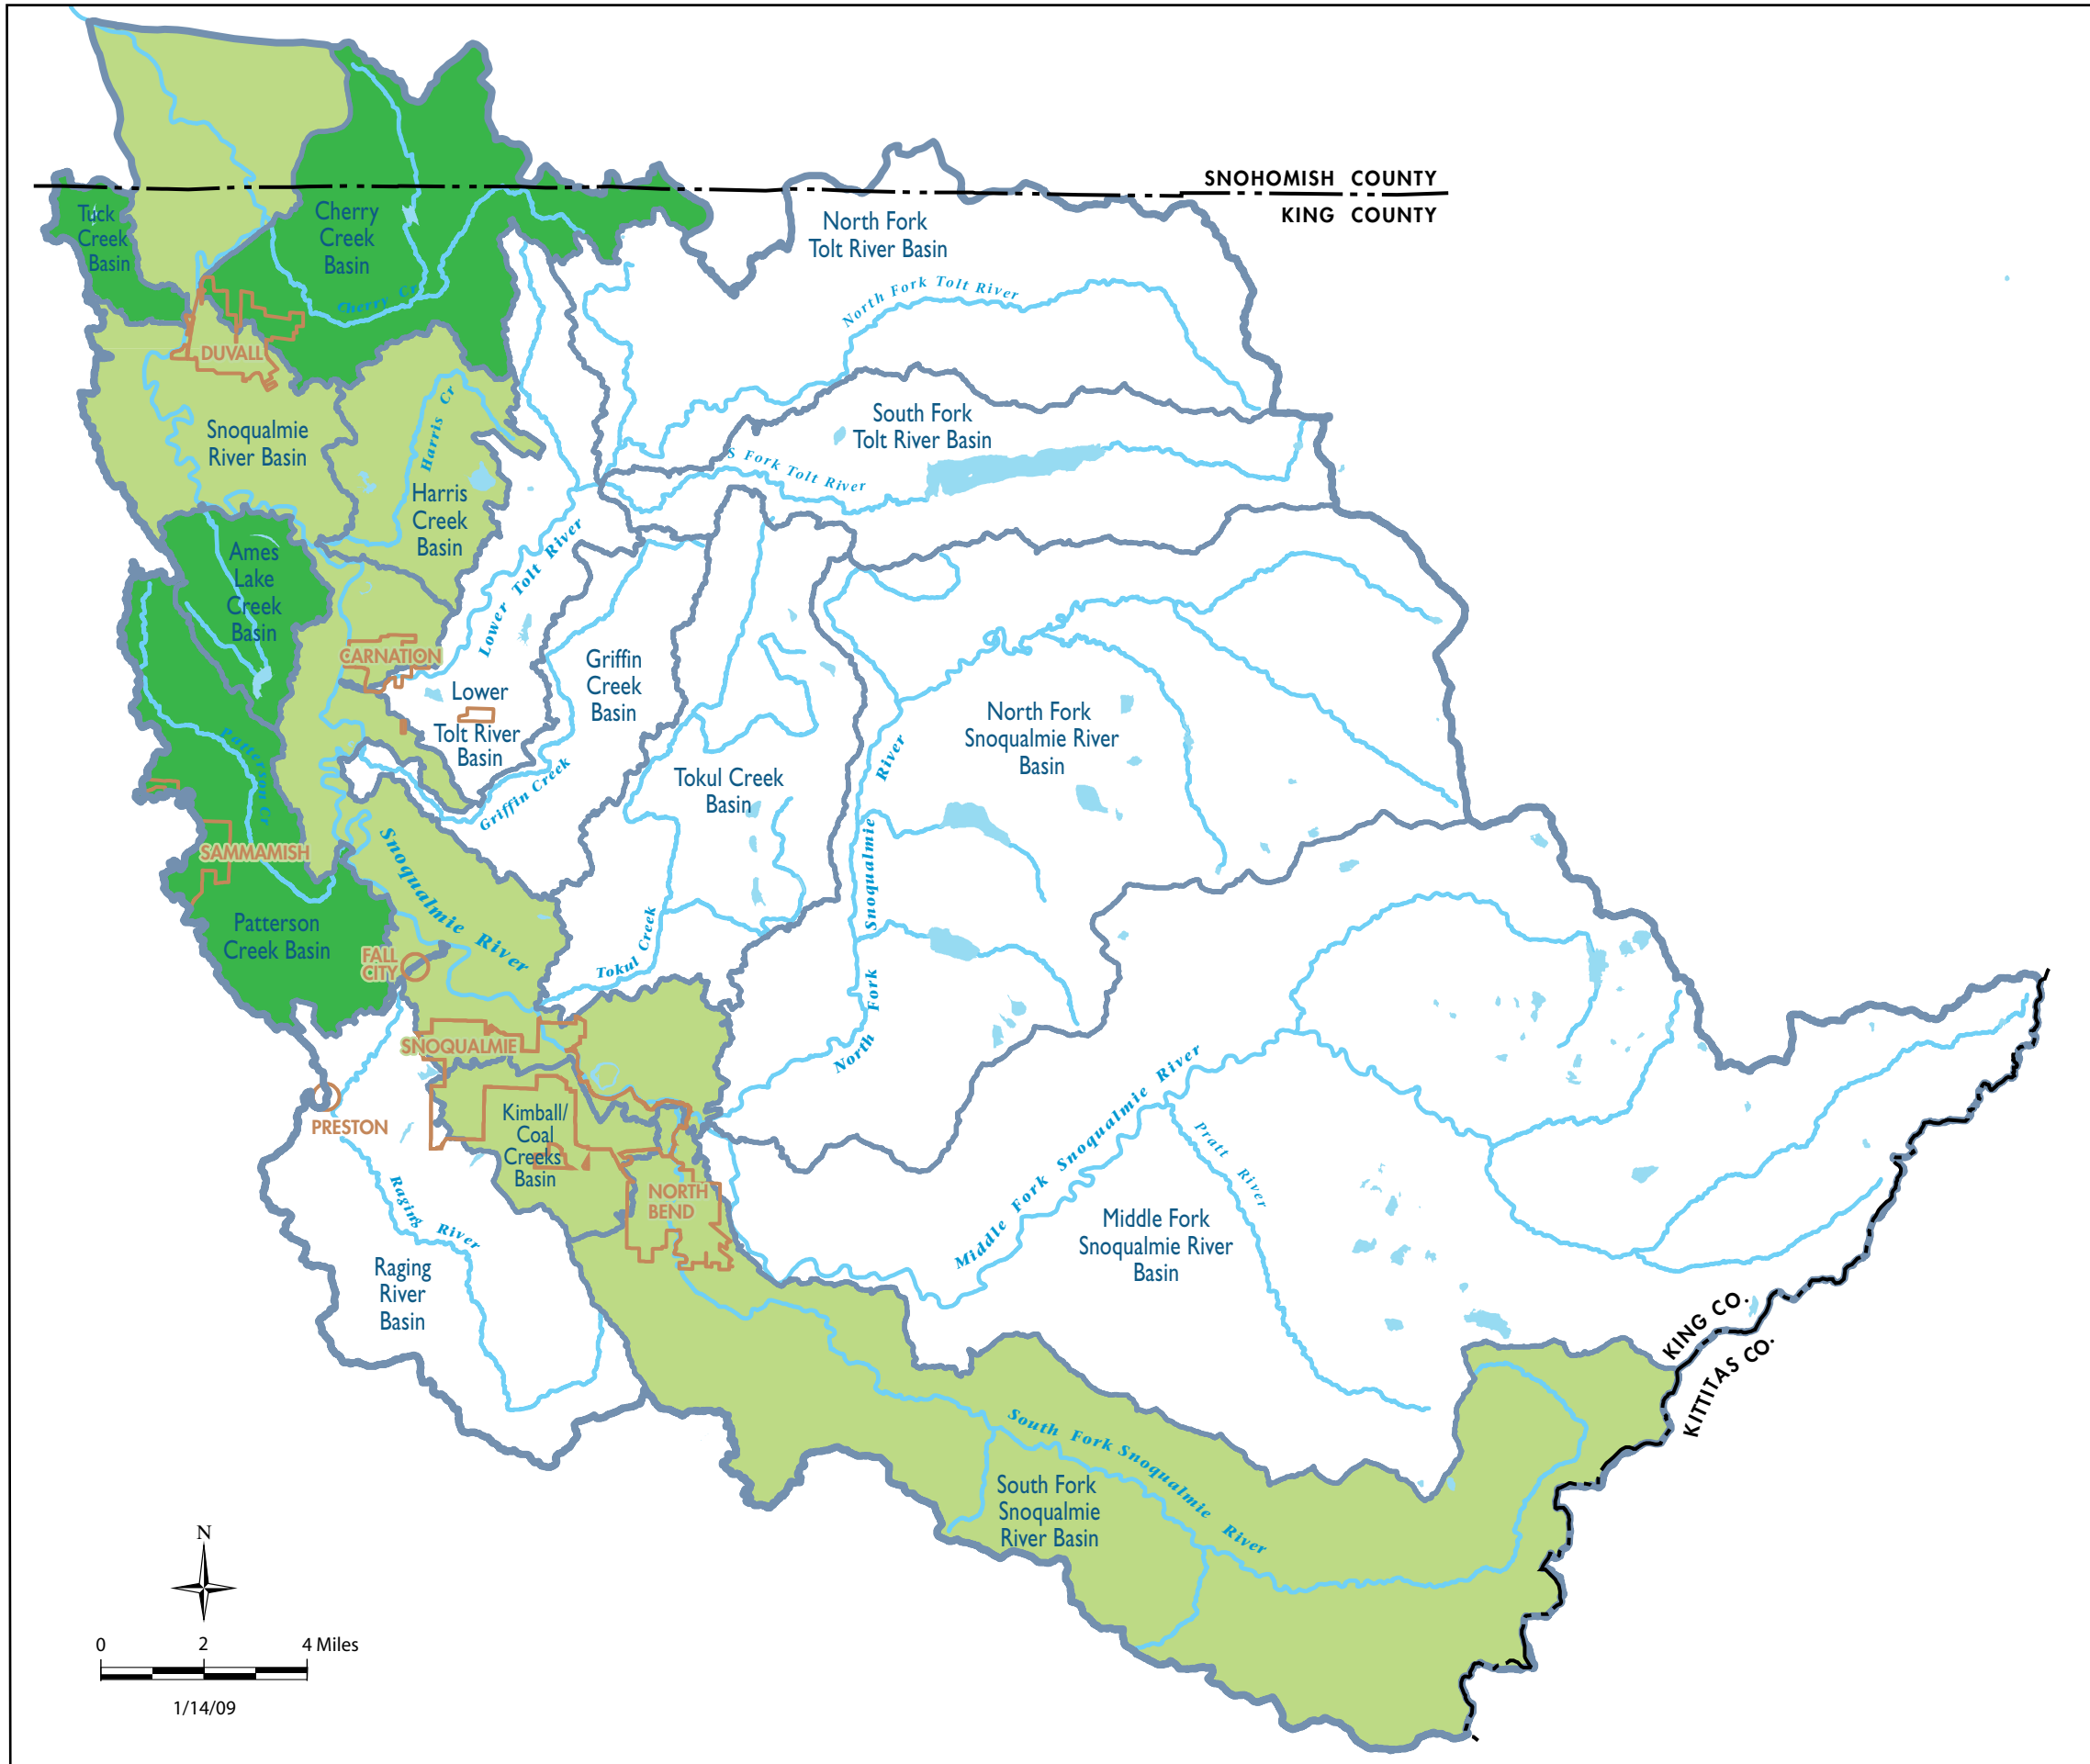 SNOHOMISH COUNTY
KING COUNTY
Tuck
Creek
Basin
Cherry
Creek
Basin
Cherry Cr
North Fork
Tolt River Basin
North Fork Tolt River
DUVALL
Snoqualmie
River Basin
Harris Cr
Harris
Creek
Basin
South Fork
Tolt River Basin
S Fork Tolt River
Ames
Lake
Creek
Basin
Lower Tolt River
CARNATION
Lower
Tolt River
Basin
Griffin
Creek
Basin
Griffin Creek
North Fork
Snoqualmie River
Basin
Tokul Creek
Basin
Patterson Cr
SAMMAMISH
Snoqualmie River
North Fork Snoqualmie River
Patterson
Creek Basin
FALL
CITY
Tokul Creek
SNOQUALMIE
PRESTON
Kimball/
Coal
Creeks
Basin
Middle Fork Snoqualmie River
Pratt River
NORTH
BEND
Raging River
Middle Fork
Snoqualmie River
Basin
Raging
River
Basin
KING CO.
KITTITAS CO.
South Fork Snoqualmie River
South Fork
Snoqualmie
River Basin
N
0 2 4 Miles
1/14/09